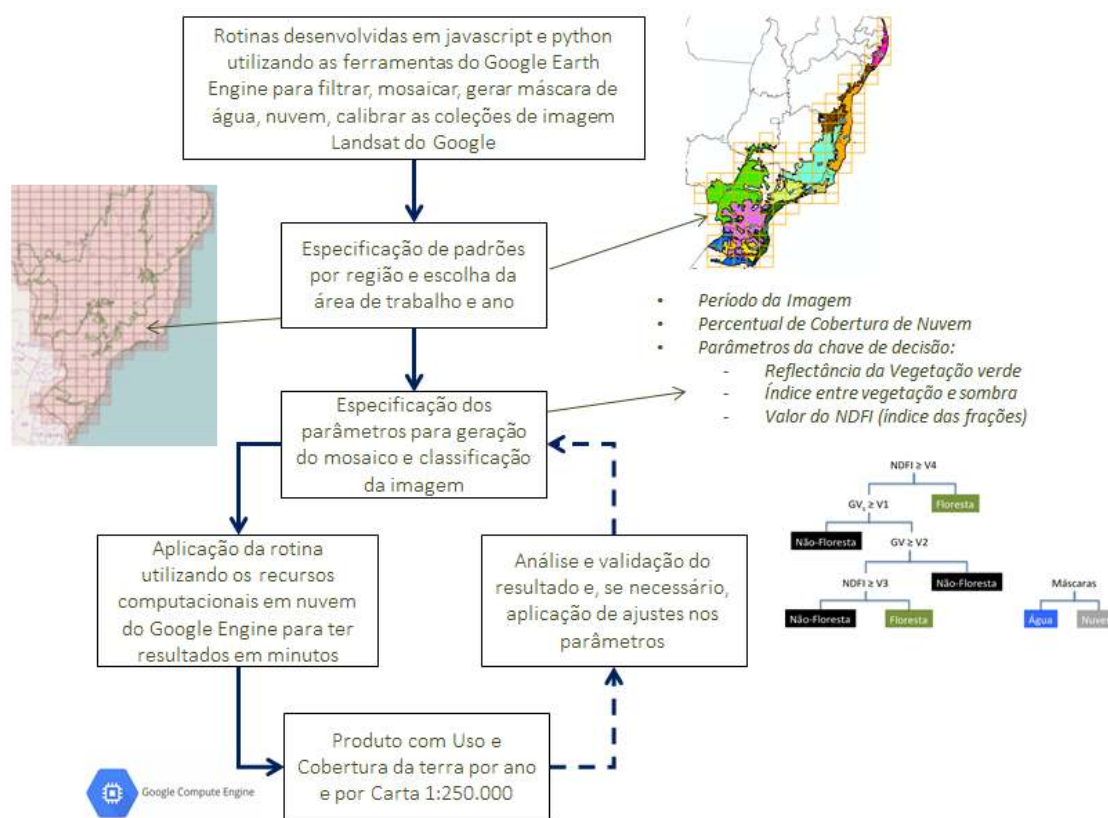 Rotinas desenvolvidas em javascript e python
utilizando as ferramentas do Google Earth
Engine para filtrar, mosaicar, gerar máscara de
água, nuvem, calibrar as coleções de imagem
Landsat do Google
Especificação de padrões
por região e escolha da
área de trabalho e ano
• Período da Imagem
• Percentual de Cobertura de Nuvem
• Parâmetros da chave de decisão:
- Reflectância da Vegetação verde
- Índice entre vegetação e sombra
- Valor do NDFI (índice das frações)
Especificação dos
parâmetros para geração
do mosaico e classificação
da imagem
NDFI ≥ V4
GVs ≥ V1
Floresta
Não-Floresta
GV ≥ V2
NDFI ≥ V3
Não-Floresta
Máscaras
Não-Floresta
Floresta
Água
Nuvem
Aplicação da rotina
utilizando os recursos
computacionais em nuvem
do Google Engine para ter
resultados em minutos
Análise e validação do
resultado e, se necessário,
aplicação de ajustes nos
parâmetros
Produto com Uso e
Cobertura da terra por ano
e por Carta 1:250.000
Google Compute Engine